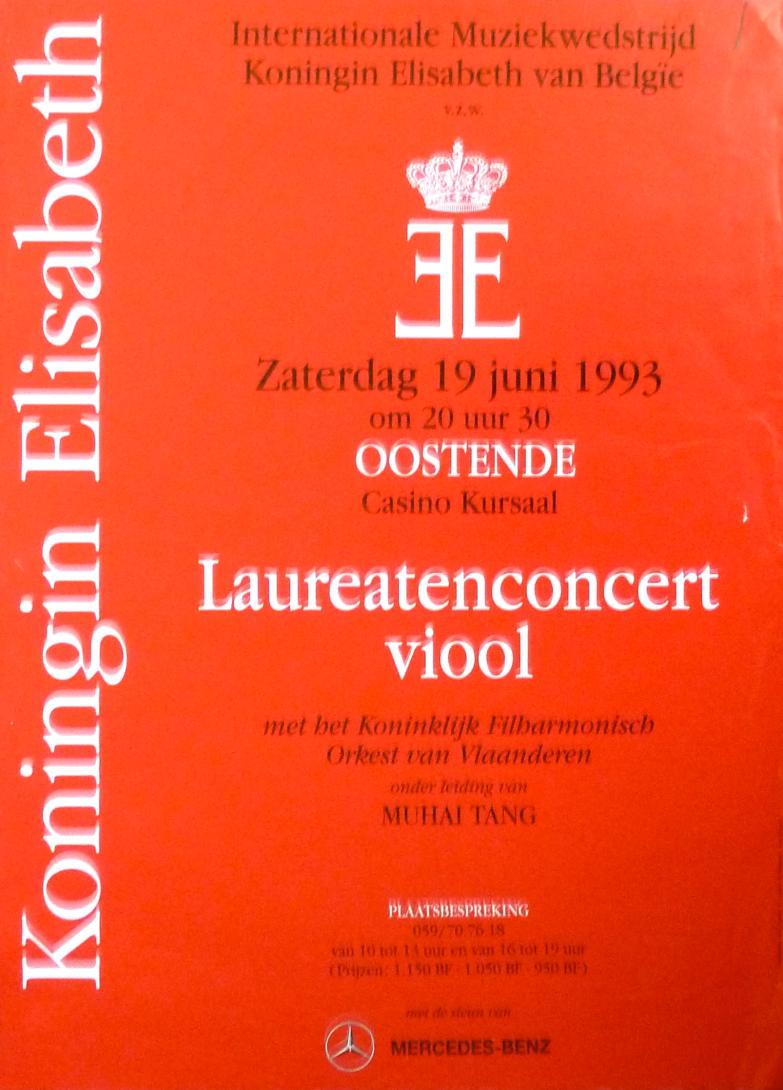 Koningin Elisabeth
Internationale Muziekwedstrijd
Koningin Elisabeth van Belgïe
v.z.w.
EE
Zaterdag 19 juni 1993
om 20 uur 30
OOSTENDE
Casino Kursaal
Laureatenconcert
viool
met het Koninklijk Filharmonisch
Orkest van Vlaanderen
onder leiding van
MUHAI TANG
PLAATSBESPREKING
059/70 76 18
van 10 tot 13 uur en van 16 tot 19 uur
(Prijzen: 1.150 BF - 1.050 BF - 950 BF)
met de steun van
MERCEDES-BENZ